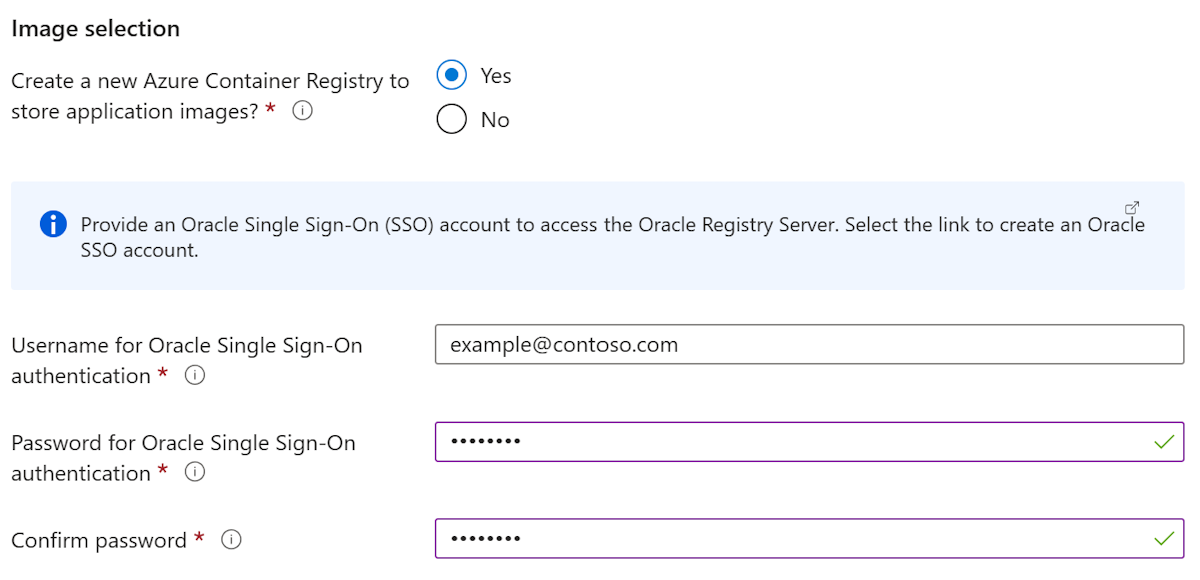 Image selection
Create a new Azure Container Registry to
store application images? *
Yes
No
Provide an Oracle Single Sign-On (SSO) account to access the Oracle Registry Server. Select the link to create an Oracle
SSO account.
Username for Oracle Single Sign-On
authentication *
example@contoso.com
Password for Oracle Single Sign-On
authentication *
••••••••
Confirm password *
••••••••